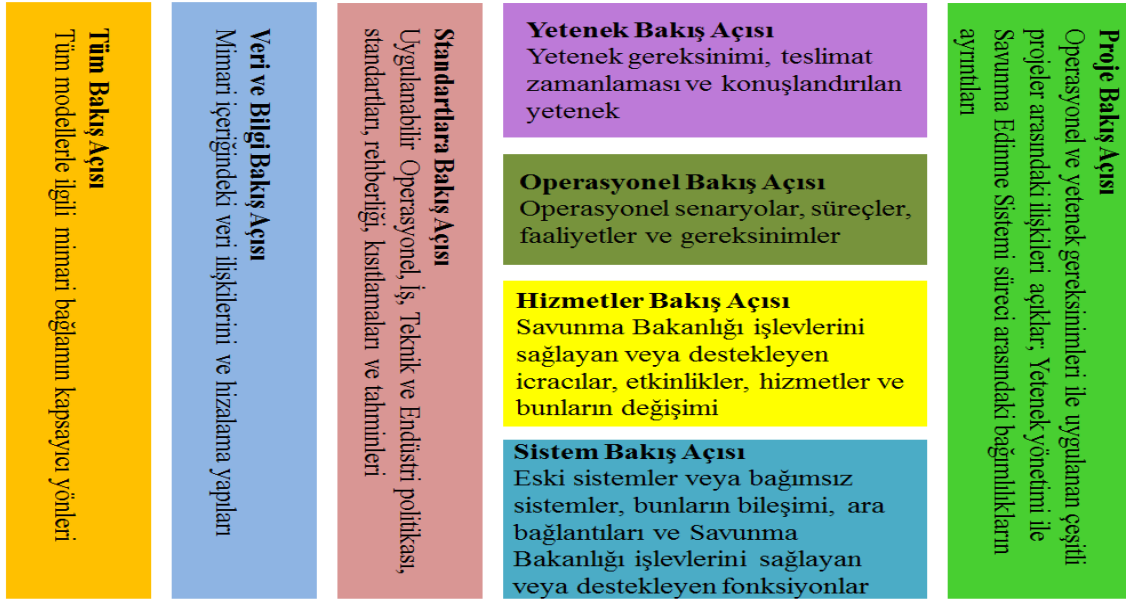 Tüm Bakış Açısı
Tüm modellerle ilgili mimari bağlamın kapsayıcı yönleri
Veri ve Bilgi Bakış Açısı
Mimari içeriğindeki veri ilişkilerini ve hizalama yapıları
Standartlara Bakış Açısı
Uygulanabilir Operasyonel, İş, Teknik ve Endüstri politikası,
standartları, rehberliği, kısıtlamaları ve tahminleri
Yetenek Bakış Açısı
Yetenek gereksinimi, teslimat
zamanlaması ve konuşlandırılan
yetenek
Operasyonel Bakış Açısı
Operasyonel senaryolar, süreçler,
faaliyetler ve gereksinimler
Hizmetler Bakış Açısı
Savunma Bakanlığı işlevlerini
sağlayan veya destekleyen
icracılar, etkinlikler, hizmetler ve
bunların değişimi
Sistem Bakış Açısı
Eski sistemler veya bağımsız
sistemler, bunların bileşimi, ara
bağlantıları ve Savunma
Bakanlığı işlevlerini sağlayan
veya destekleyen fonksiyonlar
Proje Bakış Açısı
Operasyonel ve yetenek gereksinimleri ile uygulanan çeşitli
projeler arasındaki ilişkileri açıklar; Yetenek yönetimi ile
Savunma Edinme Sistemi süreci arasındaki bağımlılıkların
ayrıntıları